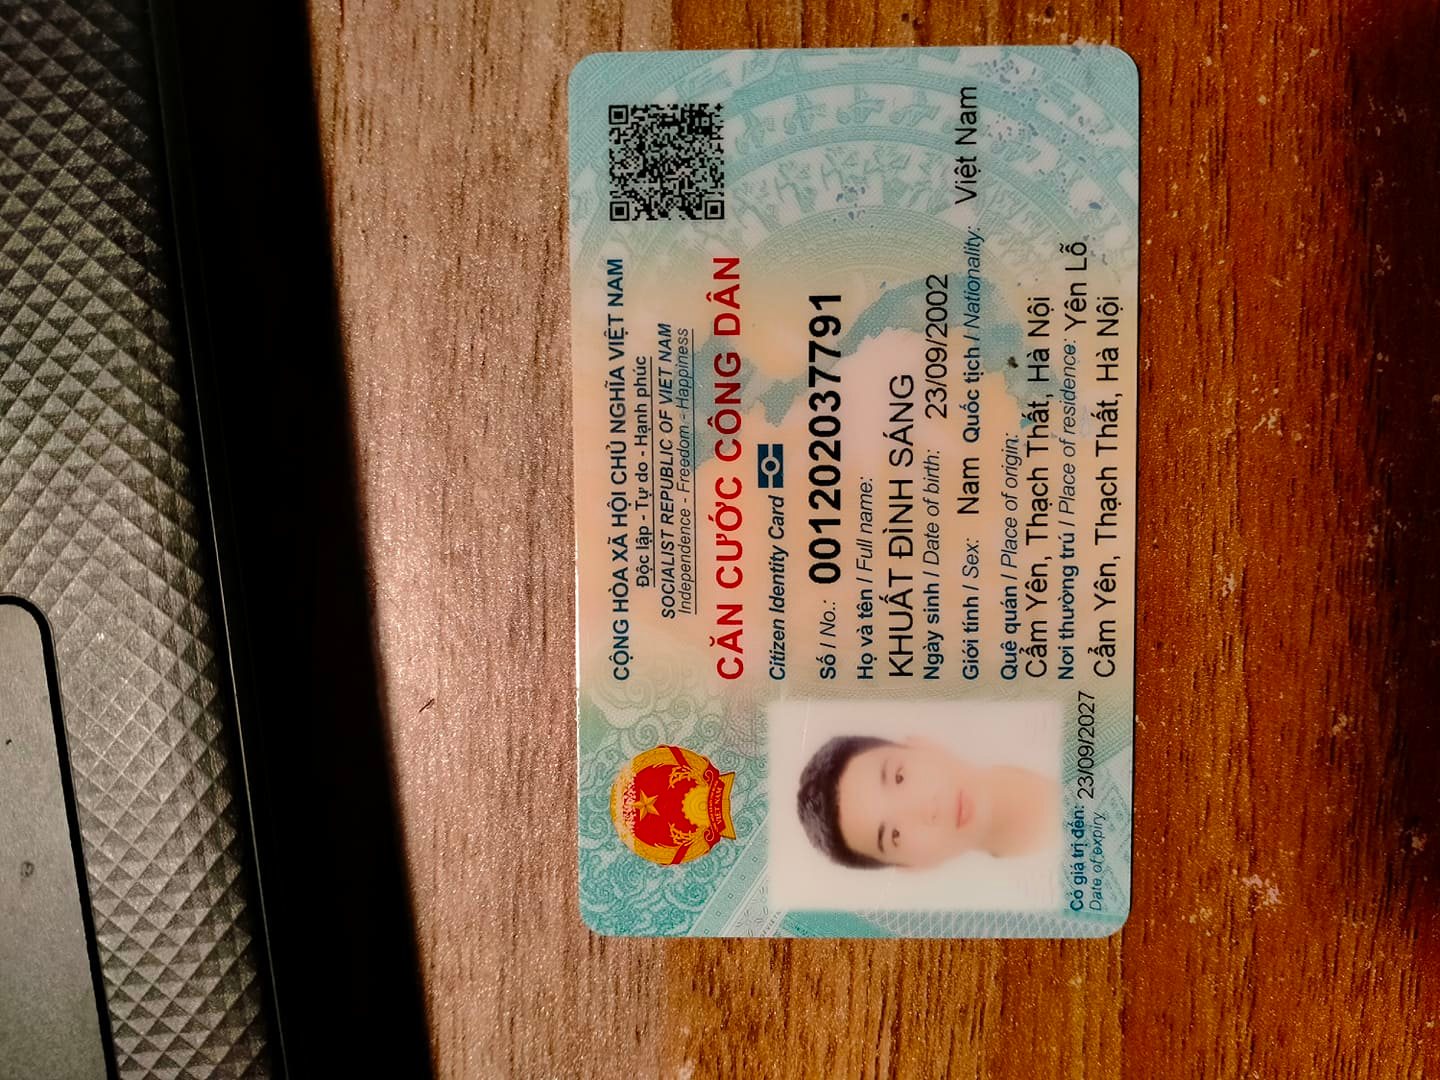 CỘNG HÒA XÃ HỘI CHỦ NGHĨA VIỆT NAM
Độc lập - Tự do - Hạnh phúc
SOCIALIST REPUBLIC OF VIET NAM
Independence - Freedom - Happiness
CĂN CƯỚC CÔNG DÂN
Citizen Identity Card
Số / No.: 001202037791
Họ và tên / Full name:
KHUẤT ĐÌNH SÁNG
Ngày sinh / Date of birth: 23/09/2002
Giới tính / Sex: Nam Quốc tịch / Nationality: Việt Nam
Quê quán / Place of origin:
Cẩm Yên, Thạch Thất, Hà Nội
Nơi thường trú / Place of residence: Yên Lỗ
Cẩm Yên, Thạch Thất, Hà Nội
Có giá trị đến: 23/09/2027
Date of expiry
VIỆT NAM